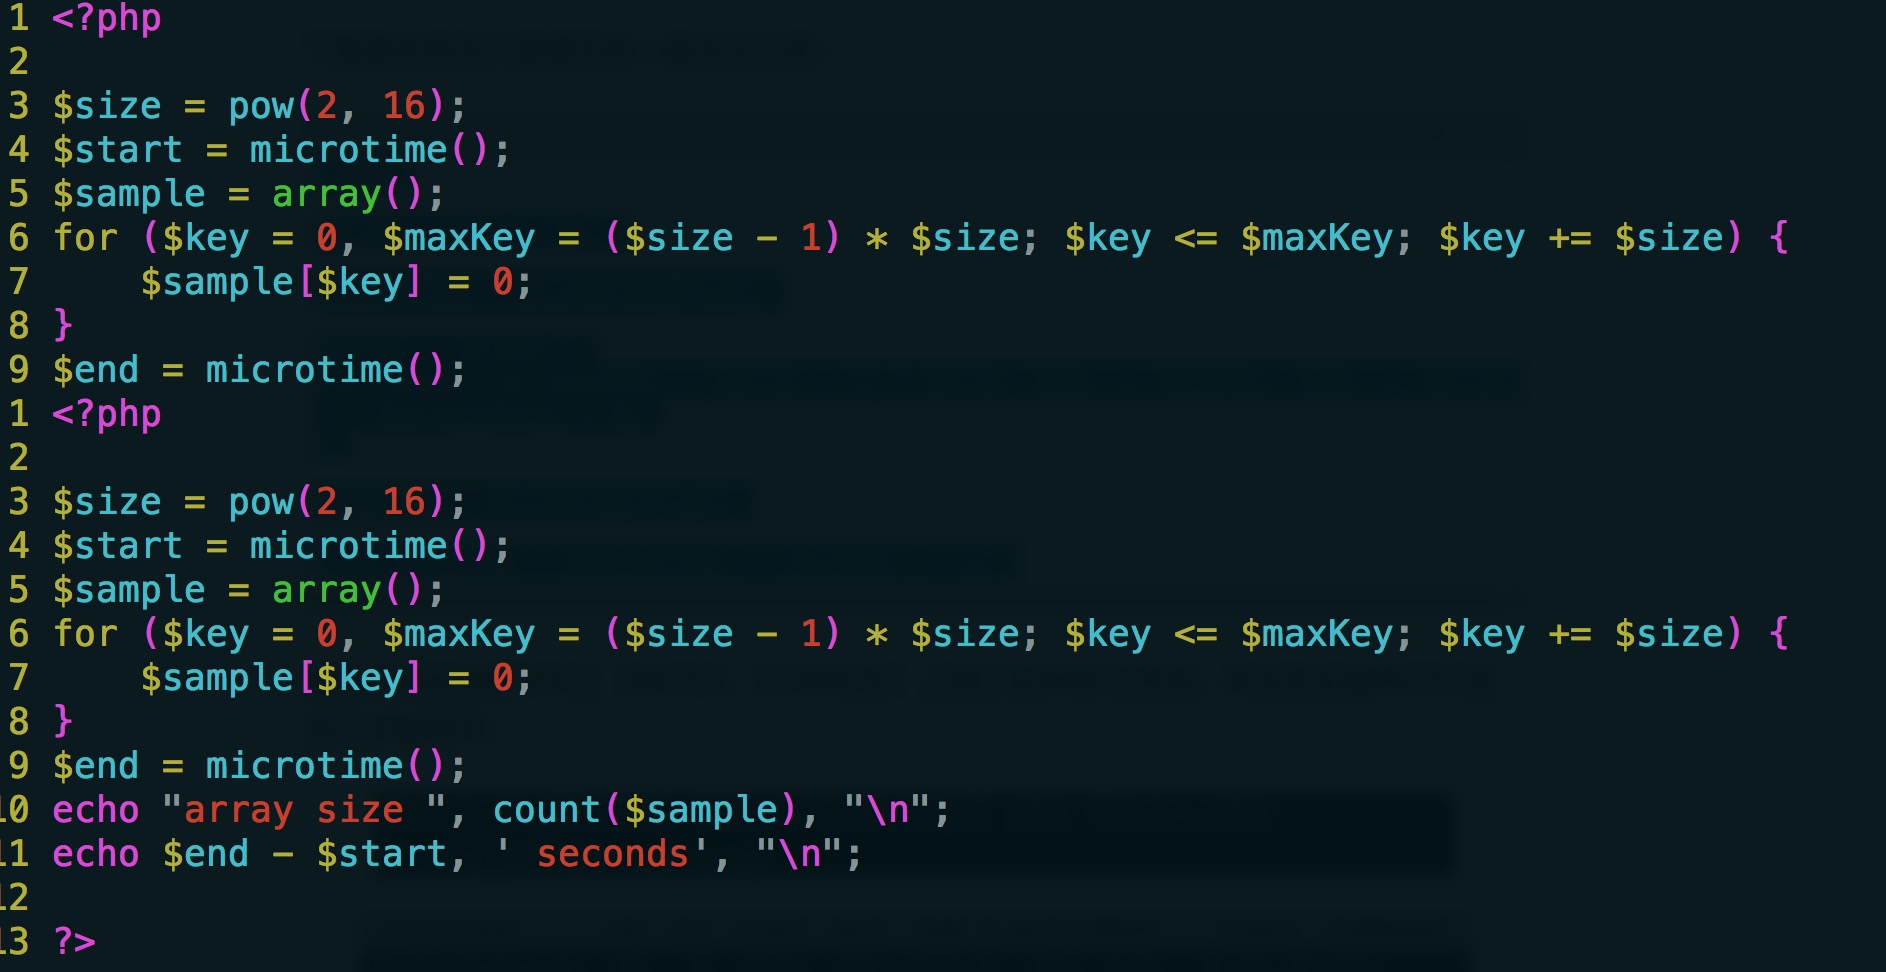 1 <?php
2
3 $size = pow(2, 16);
4 $start = microtime();
5 $sample = array();
6 for ($key = 0, $maxKey = ($size - 1) * $size; $key <= $maxKey; $key += $size) {
7     $sample[$key] = 0;
8 }
9 $end = microtime();
1 <?php
2
3 $size = pow(2, 16);
4 $start = microtime();
5 $sample = array();
6 for ($key = 0, $maxKey = ($size - 1) * $size; $key <= $maxKey; $key += $size) {
7     $sample[$key] = 0;
8 }
9 $end = microtime();
10 echo "array size ", count($sample), "\n";
11 echo $end - $start, ' seconds', "\n";
12
13 ?>